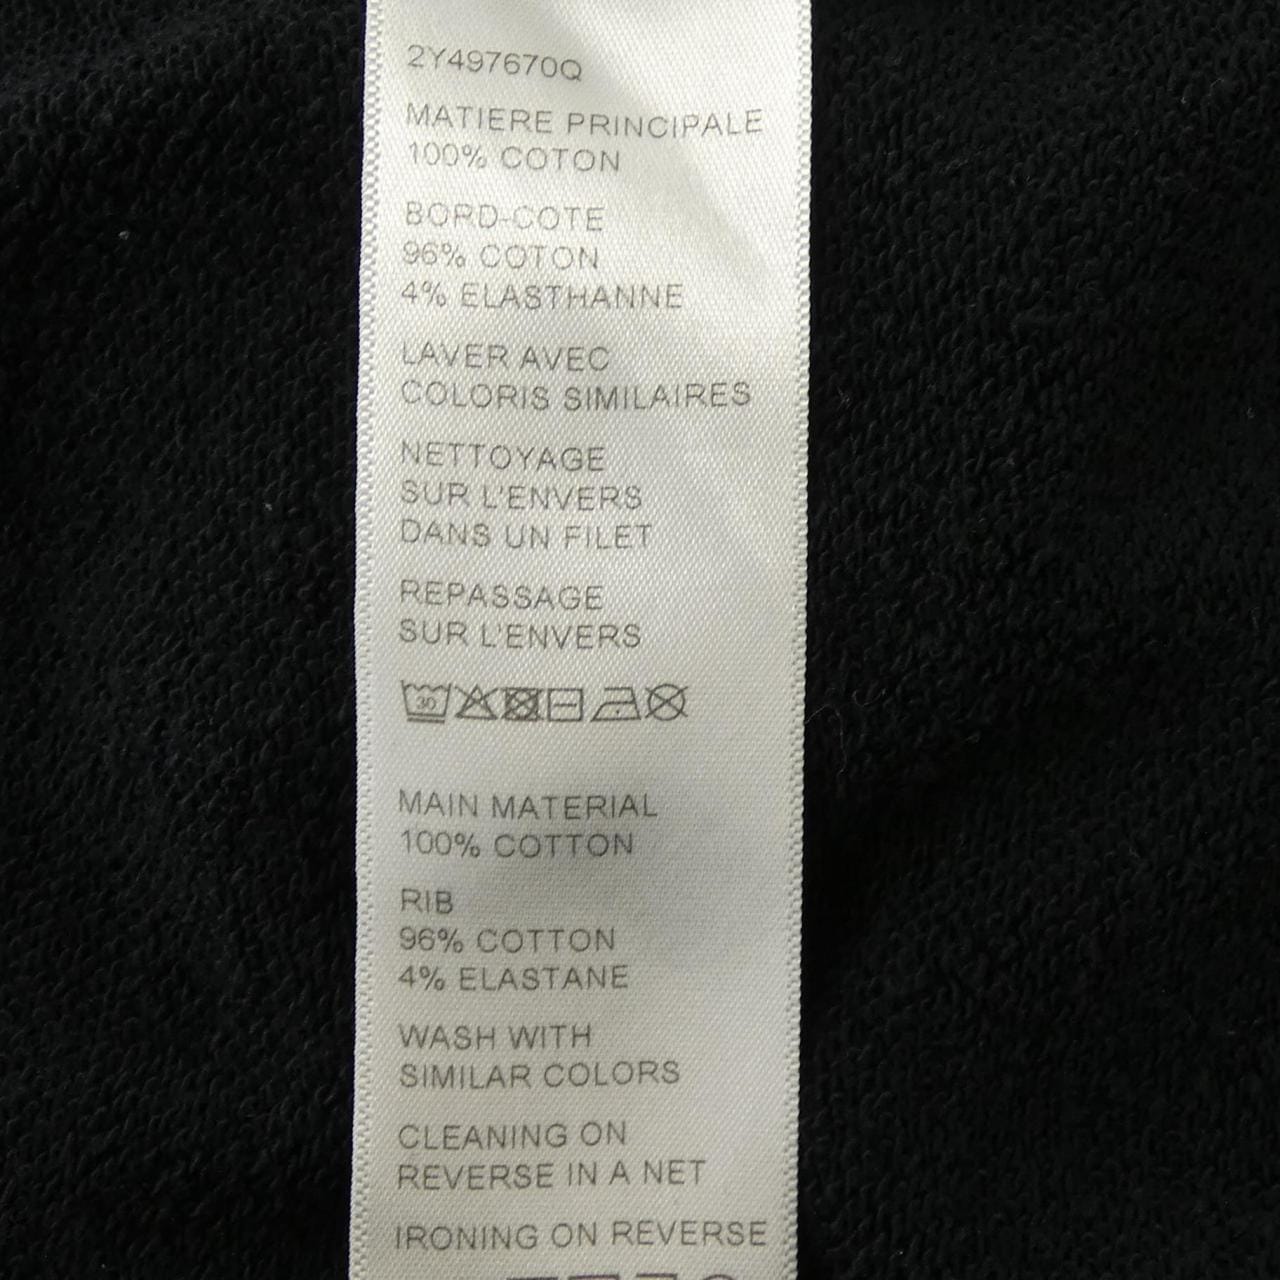 2Y497670Q
MATIERE PRINCIPALE
100% COTON
BORD-COTE
96% COTON
4% ELASTHANNE
LAVER AVEC
COLORIS SIMILAIRES
NETTOYAGE
SUR L'ENVERS
DANS UN FILET
REPASSAGE
SUR L'ENVERS
30
MAIN MATERIAL
100% COTTON
RIB
96% COTTON
4% ELASTANE
WASH WITH
SIMILAR COLORS
CLEANING ON
REVERSE IN A NET
IRONING ON REVERSE